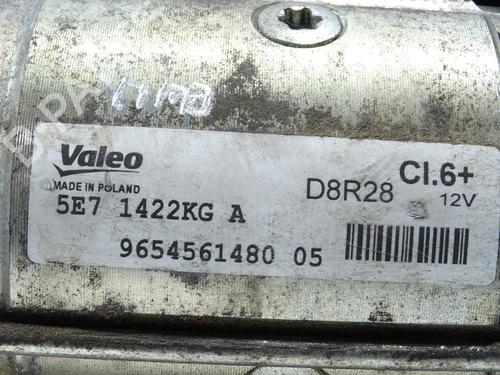 Valeo
MADE IN POLAND
D8R28 Cl.6+
12V
5E7 1422KG A
9654561480 05